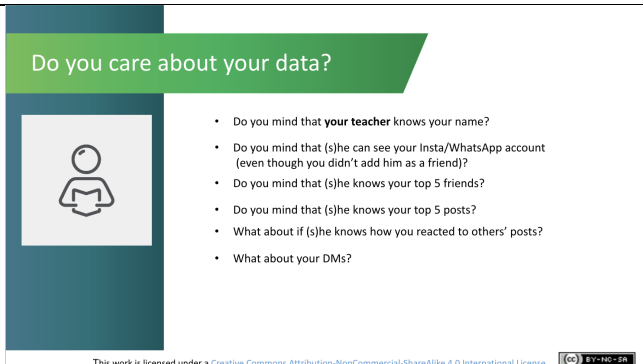 Do you care about your data?
• Do you mind that your teacher knows your name?
• Do you mind that (s)he can see your Insta/WhatsApp account
(even though you didn't add him as a friend)?
• Do you mind that (s)he knows your top 5 friends?
• Do you mind that (s)he knows your top 5 posts?
• What about if (s)he knows how you reacted to others' posts?
• What about your DMs?
This work is licensed under a Creative Commons Attribution-NonCommercial-ShareAlike 4.0 International License
(cc) BY-NC-SA